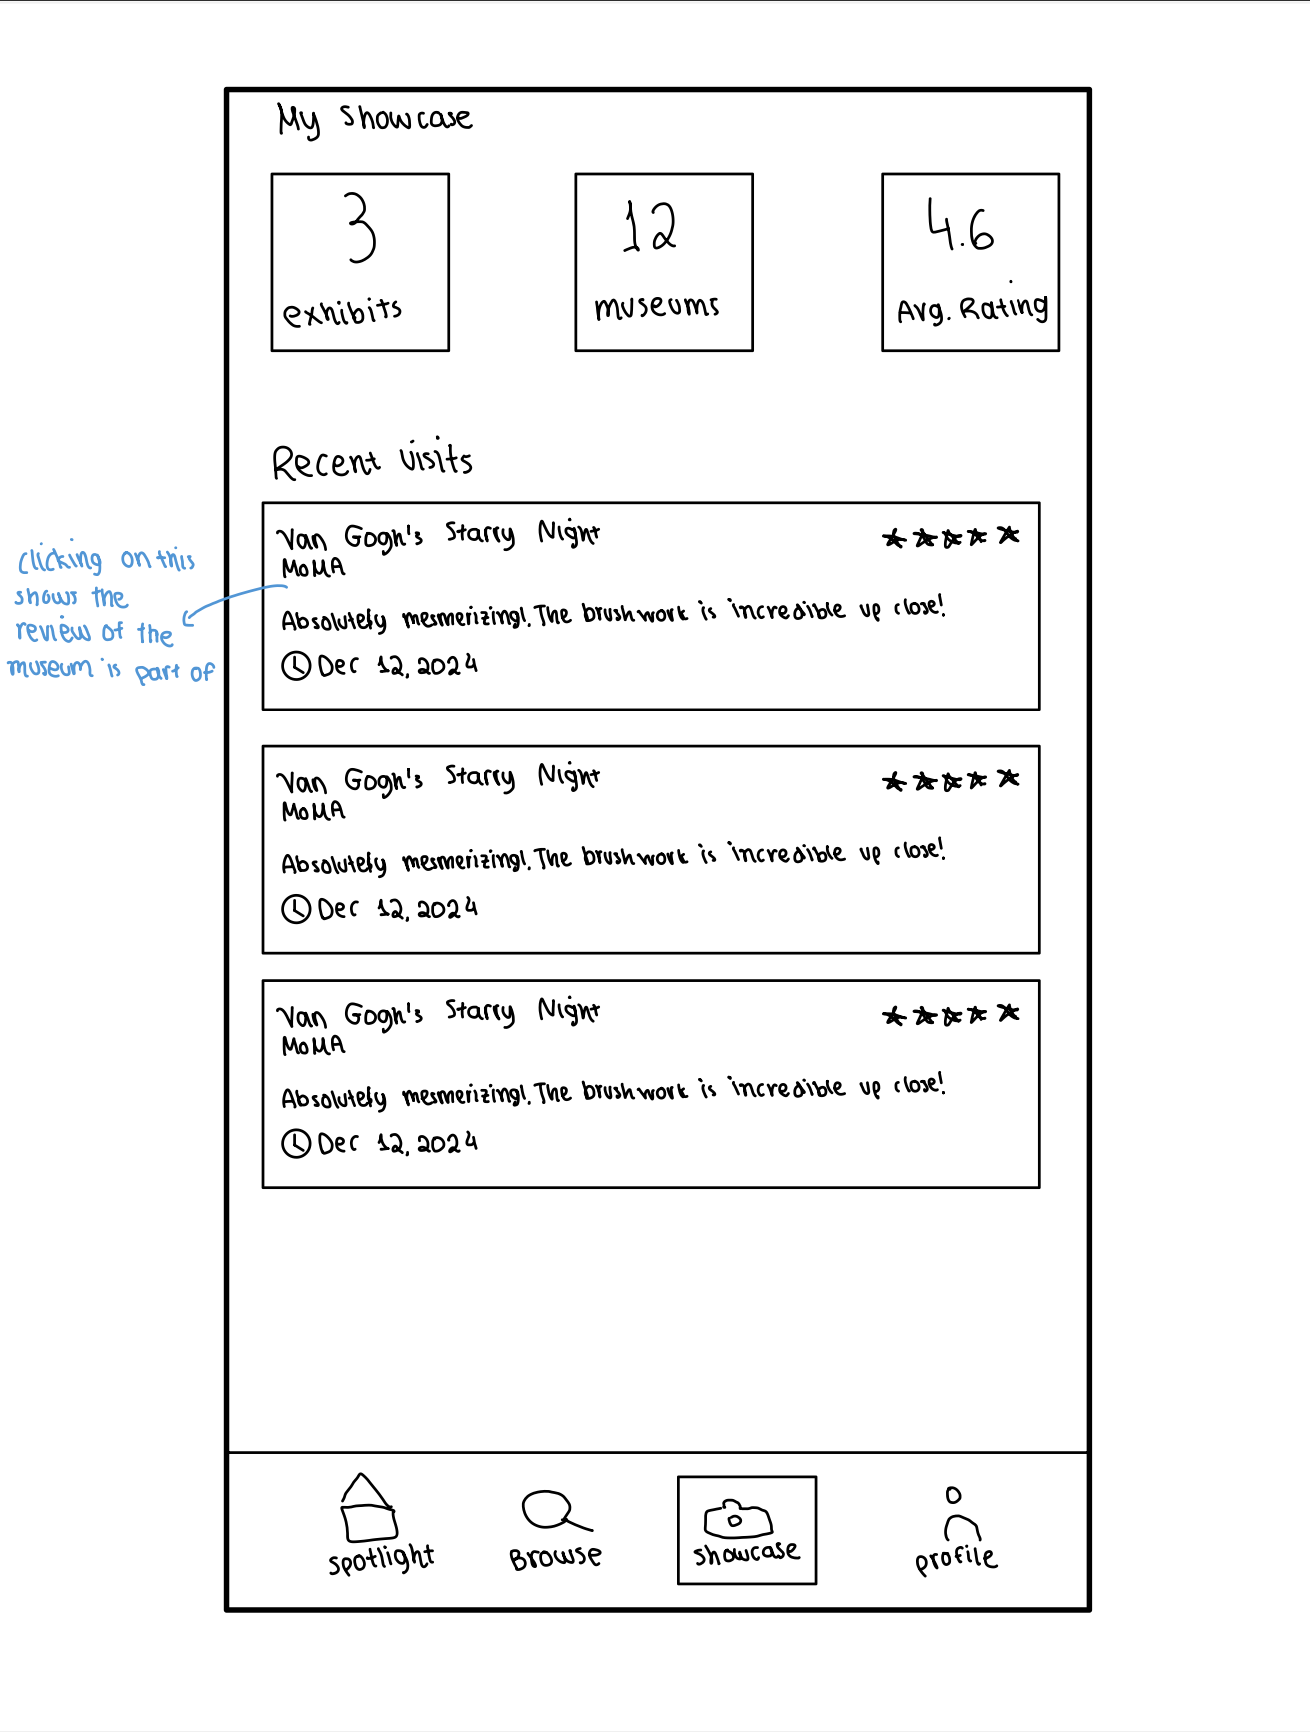 My Showcase
3
exhibits
12
museums
4.6
Avg. Rating
Recent visits
clicking on this
shows the
review of the
museum is part of
Van Gogh's Starry Night ★★★★★
MoMA
Absolutely mesmerizing!. The brushwork is incredible up close!
Dec 12, 2024
Van Gogh's Starry Night ★★★★★
MoMA
Absolutely mesmerizing!. The brushwork is incredible up close!
Dec 12, 2024
Van Gogh's Starry Night ★★★★★
MoMA
Absolutely mesmerizing!. The brushwork is incredible up close!
Dec 12, 2024
spotlight
Browse
showcase
profile